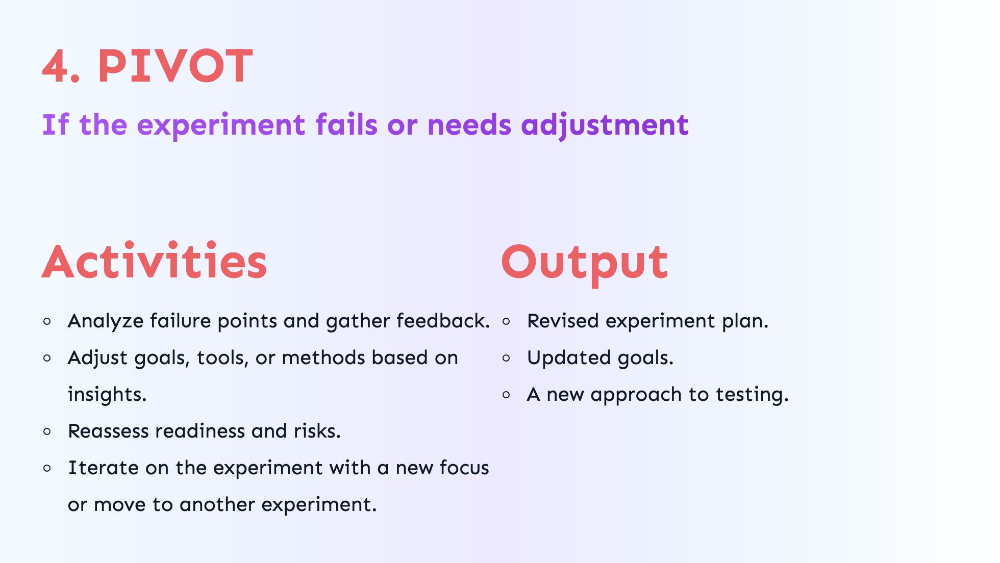 4. PIVOT
If the experiment fails or needs adjustment
Activities
Analyze failure points and gather feedback.
Adjust goals, tools, or methods based on
insights.
Reassess readiness and risks.
Iterate on the experiment with a new focus
or move to another experiment.
Output
Revised experiment plan.
Updated goals.
A new approach to testing.